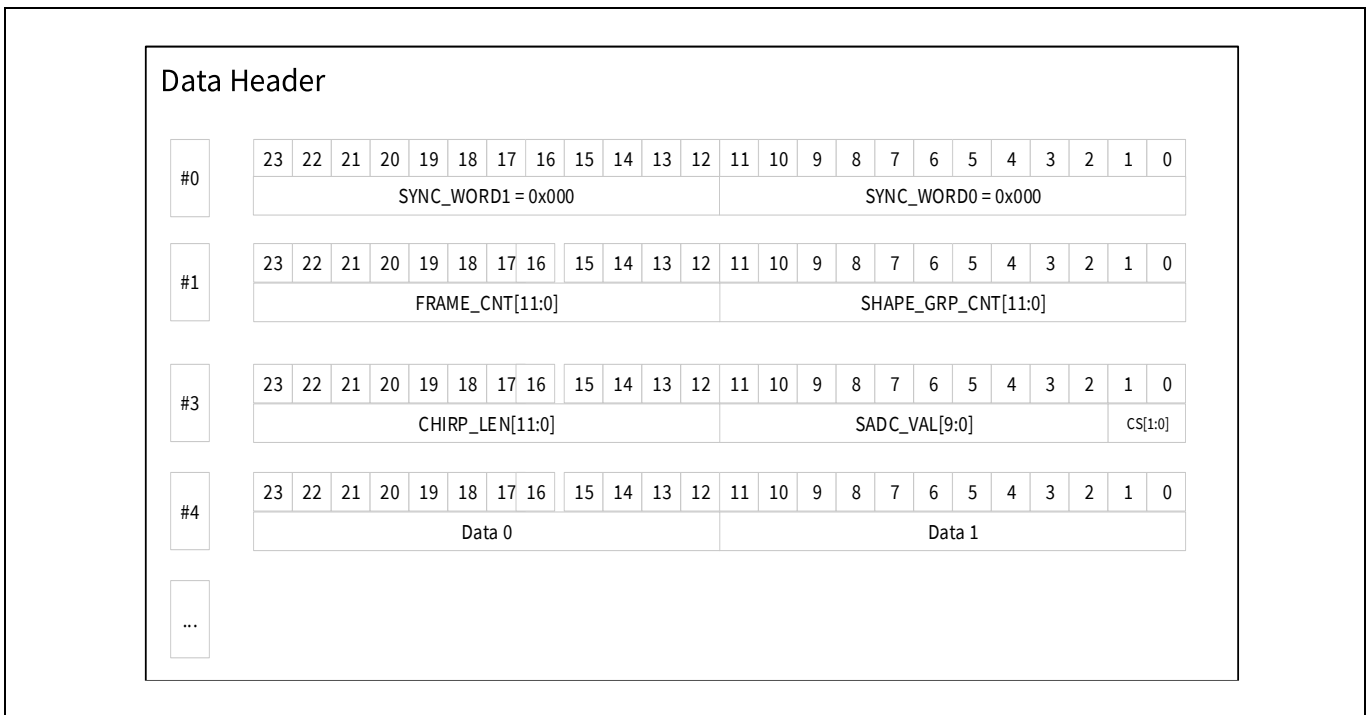 Data Header
#0
23 22 21 20 19 18 17 16 15 14 13 12 11 10 9 8 7 6 5 4 3 2 1 0
SYNC_WORD1 = 0x000 SYNC_WORD0 = 0x000
#1
23 22 21 20 19 18 17 16 15 14 13 12 11 10 9 8 7 6 5 4 3 2 1 0
FRAME_CNT[11:0] SHAPE_GRP_CNT[11:0]
#3
23 22 21 20 19 18 17 16 15 14 13 12 11 10 9 8 7 6 5 4 3 2 1 0
CHIRP_LEN[11:0] SADC_VAL[9:0] CS[1:0]
#4
23 22 21 20 19 18 17 16 15 14 13 12 11 10 9 8 7 6 5 4 3 2 1 0
Data 0 Data 1
...